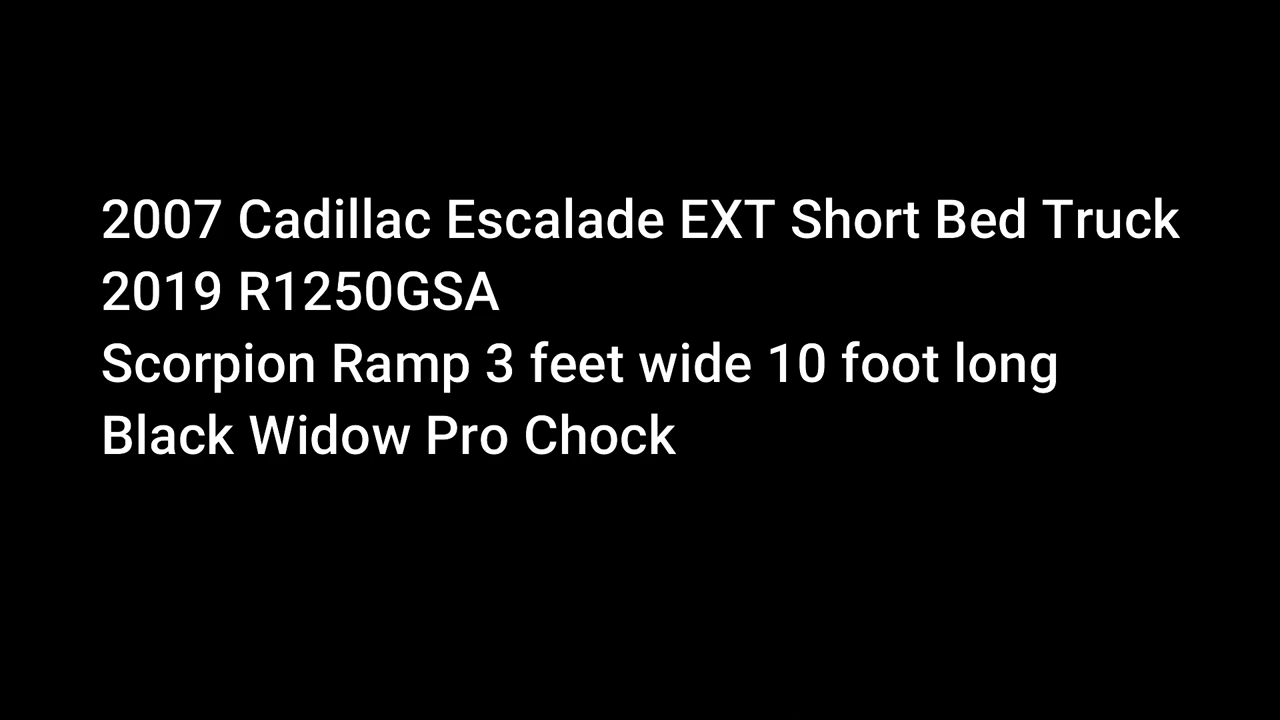 2007 Cadillac Escalade EXT Short Bed Truck
2019 R1250GSA
Scorpion Ramp 3 feet wide 10 foot long
Black Widow Pro Chock